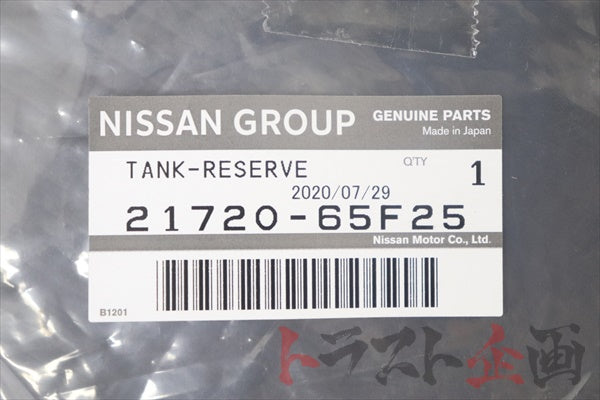 NISSAN GROUP
GENUINE PARTS
Made in Japan
TANK-RESERVE
Q'TY 1
2020/07/29
21720-65F25
Nissan Motor Co., Ltd.
B1201
トラスト企画